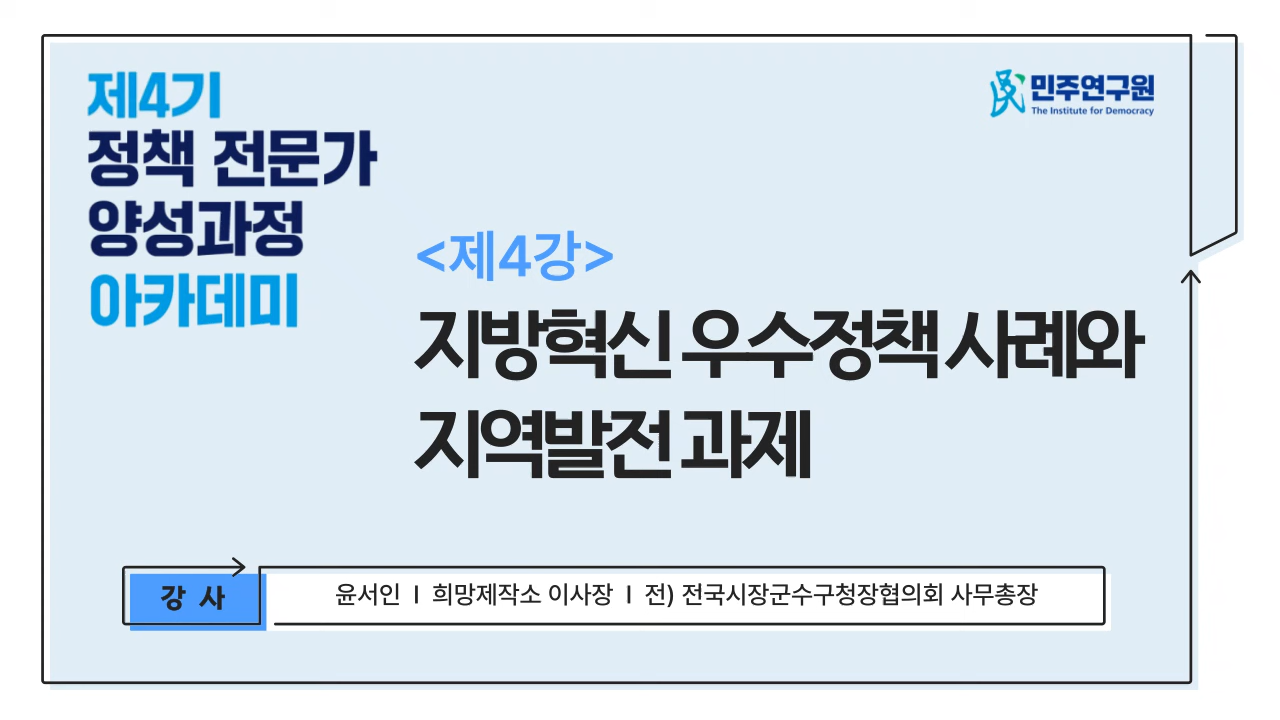 제4기
정책 전문가
양성과정
아카데미
민주연구원
The Institute for Democracy
<제4강>
지방혁신 우수정책 사례와
지역발전 과제
강 사
윤서인 I 희망제작소 이사장 I 전) 전국시장군수구청장협의회 사무총장